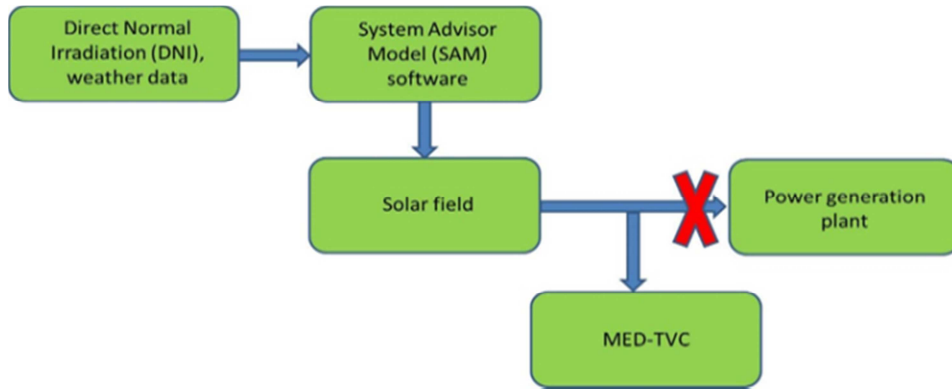 Direct Normal
Irradiation (DNI),
weather data
System Advisor
Model (SAM)
software
Solar field
Power generation
plant
MED-TVC